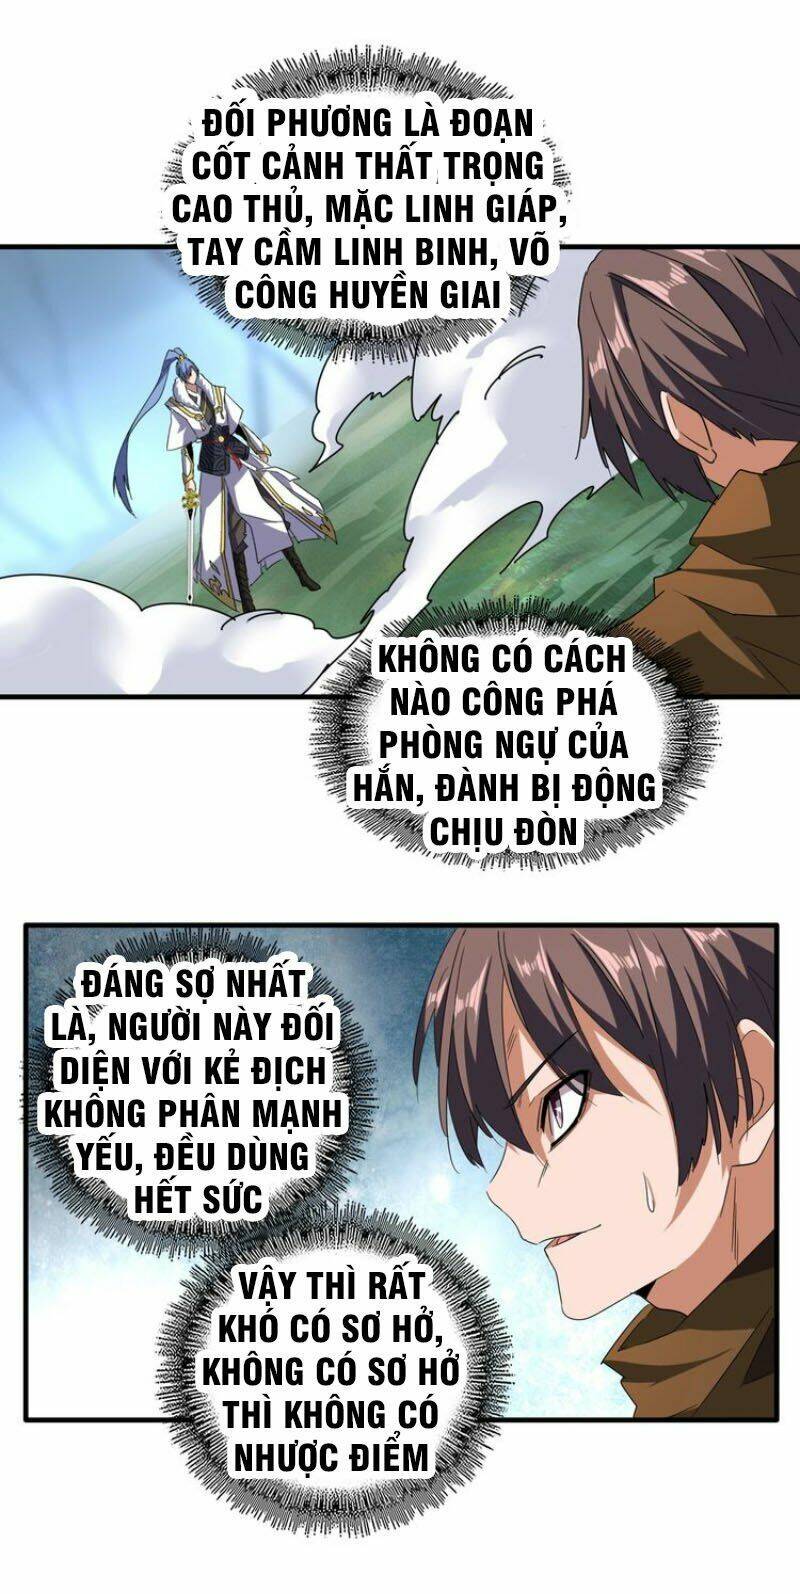 ĐỐI PHƯƠNG LÀ ĐOẠN
CỐT CẢNH THẤT TRỌNG
CAO THỦ, MẶC LINH GIÁP,
TAY CẦM LINH BINH, VÕ
CÔNG HUYỀN GIAI
KHÔNG CÓ CÁCH
NÀO CÔNG PHÁ
PHÒNG NGỰ CỦA
HẮN, ĐÀNH BỊ ĐỘNG
CHỊU ĐÒN
ĐÁNG SỢ NHẤT
LÀ, NGƯỜI NÀY ĐỐI
DIỆN VỚI KẺ ĐỊCH
KHÔNG PHÂN MẠNH
YẾU, ĐỀU DÙNG
HẾT SỨC
VẬY THÌ RẤT
KHÓ CÓ SƠ HỞ,
KHÔNG CÓ SƠ HỞ
THÌ KHÔNG CÓ
NHƯỢC ĐIỂM